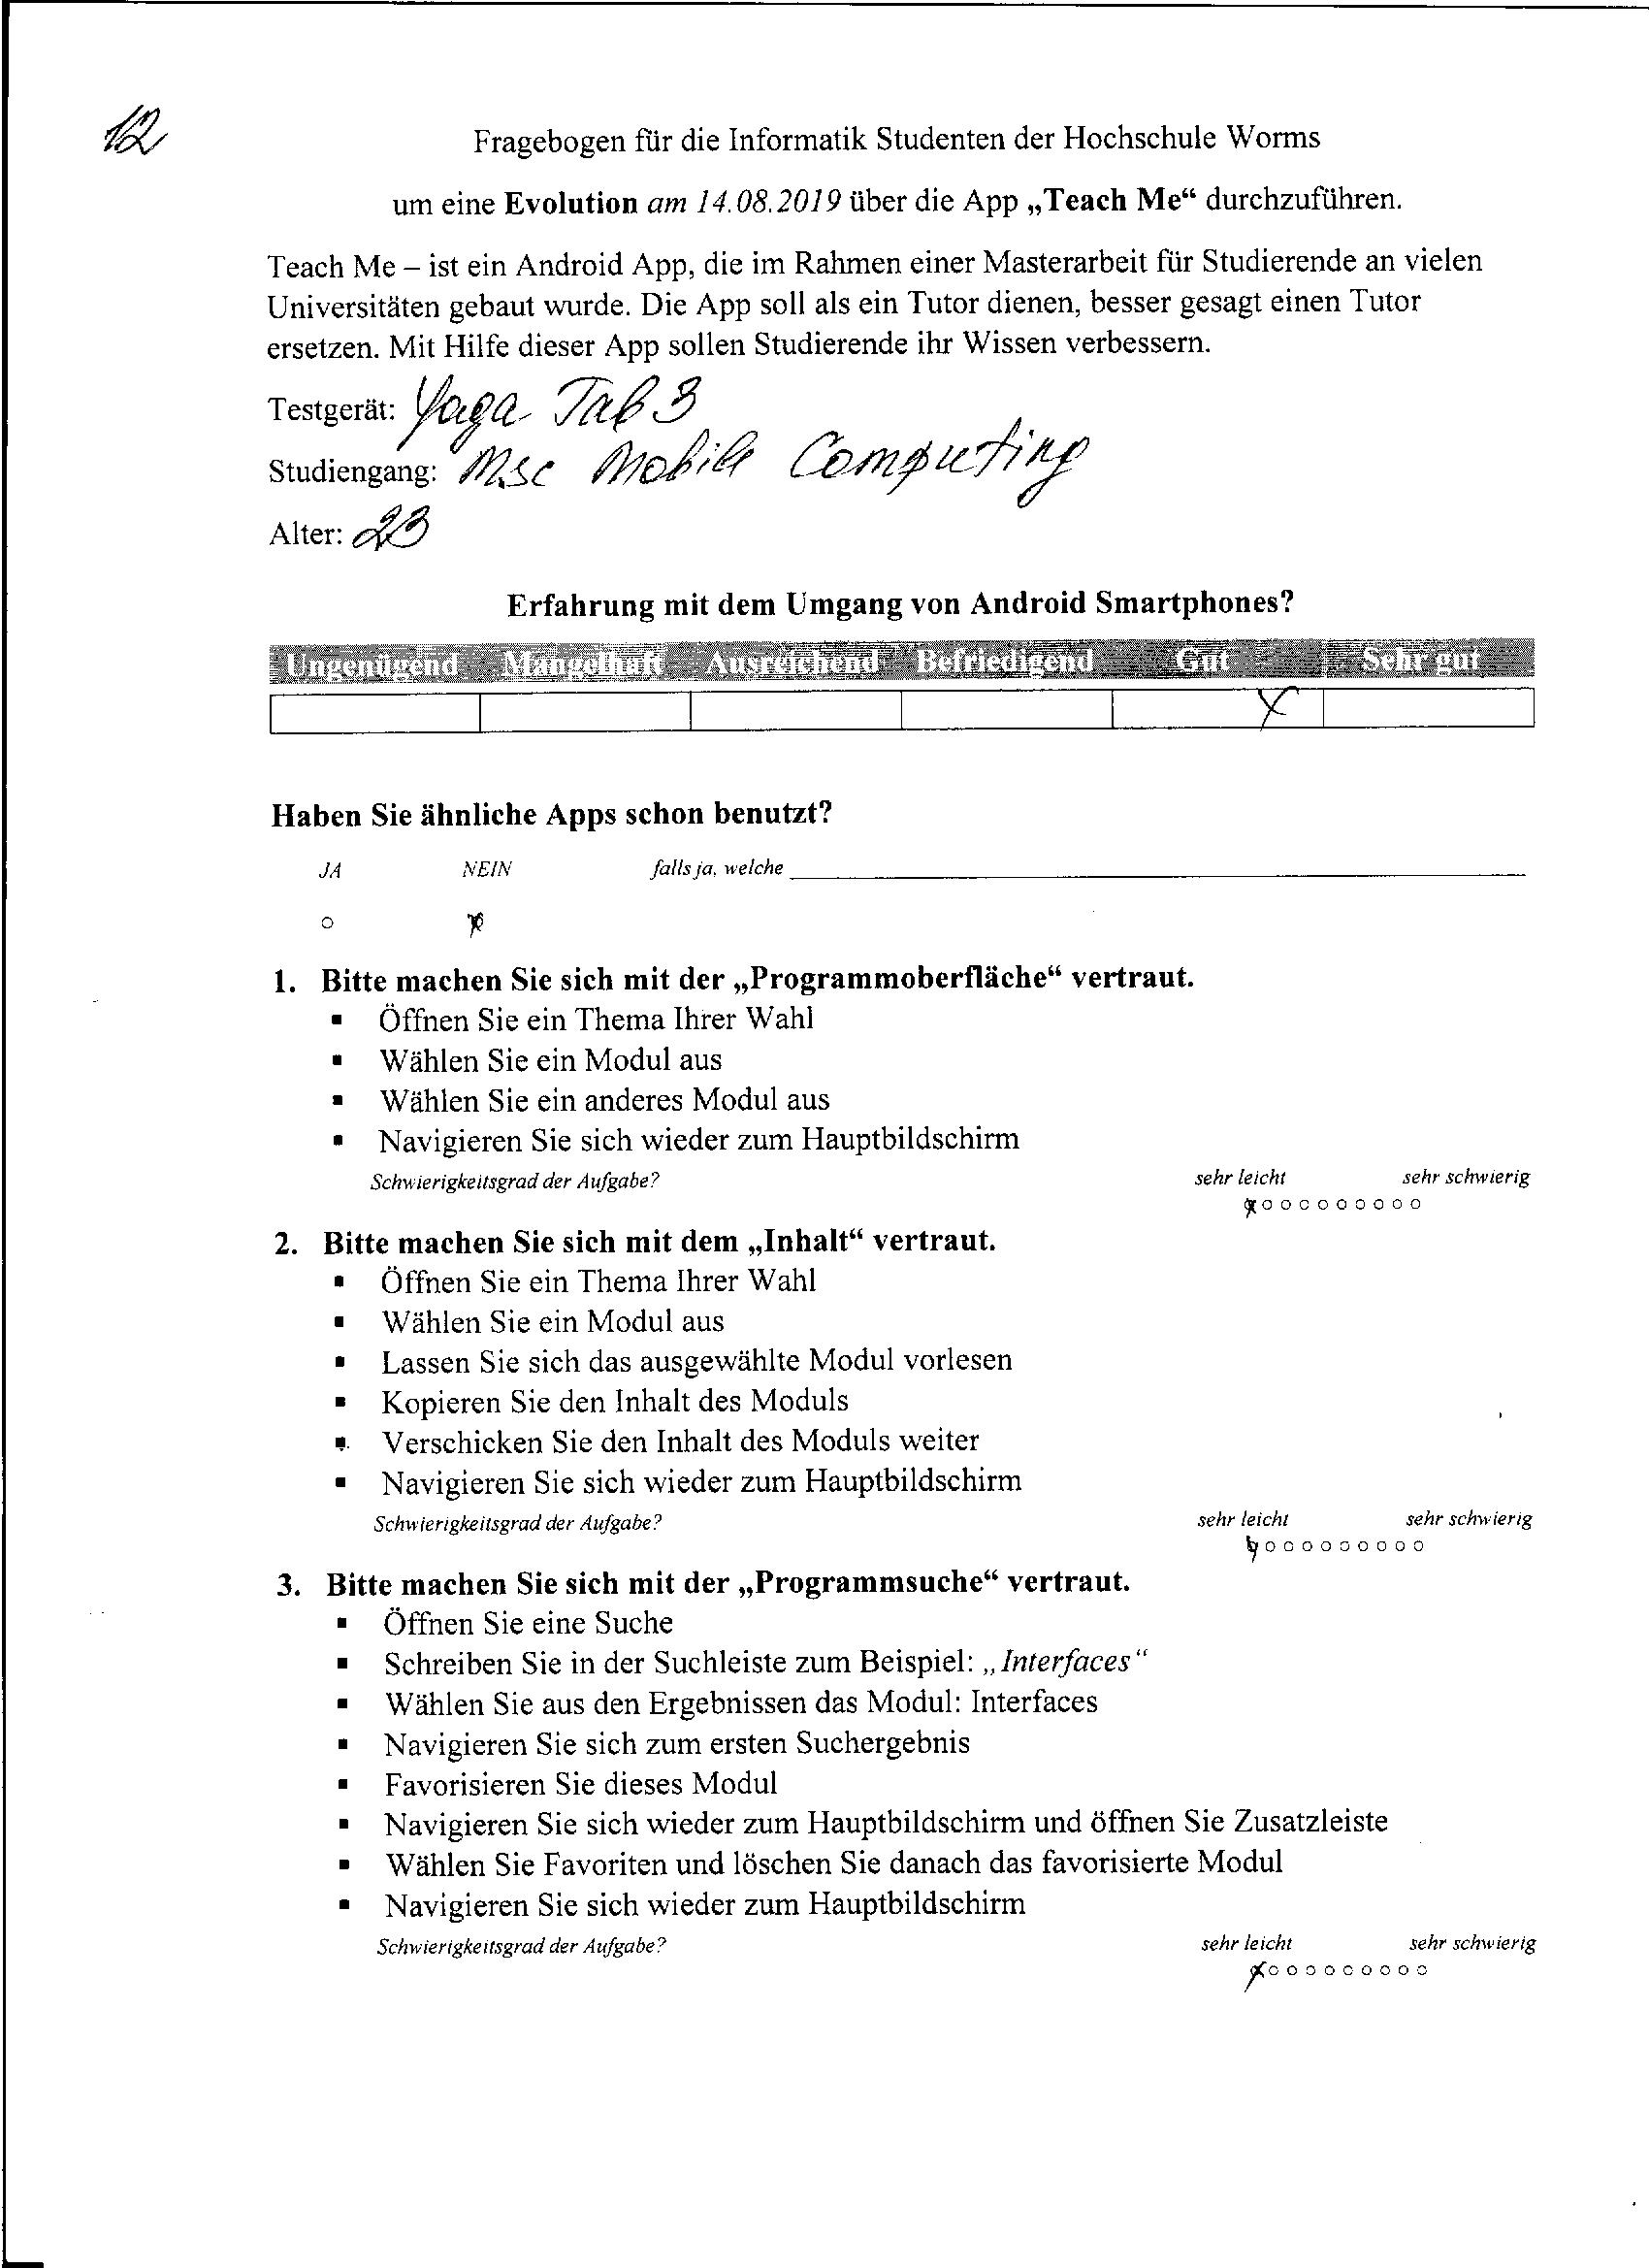 12
Fragebogen für die Informatik Studenten der Hochschule Worms
um eine Evolution am 14.08.2019 über die App „Teach Me“ durchzuführen.
Teach Me – ist ein Android App, die im Rahmen einer Masterarbeit für Studierende an vielen
Universitäten gebaut wurde. Die App soll als ein Tutor dienen, besser gesagt einen Tutor
ersetzen. Mit Hilfe dieser App sollen Studierende ihr Wissen verbessern.
Testgerät: Yoga Tab 3
Studiengang: Msc Mobile Computing
Alter: 23
Erfahrung mit dem Umgang von Android Smartphones?
Ungenügend Mangelhaft Ausreichend Befriedigend Gut Sehr gut
X
Haben Sie ähnliche Apps schon benutzt?
JA NEIN falls ja, welche
1. Bitte machen Sie sich mit der „Programmoberfläche“ vertraut.
▪ Öffnen Sie ein Thema Ihrer Wahl
▪ Wählen Sie ein Modul aus
▪ Wählen Sie ein anderes Modul aus
▪ Navigieren Sie sich wieder zum Hauptbildschirm
Schwierigkeitsgrad der Aufgabe? sehr leicht sehr schwierig
2. Bitte machen Sie sich mit dem „Inhalt“ vertraut.
▪ Öffnen Sie ein Thema Ihrer Wahl
▪ Wählen Sie ein Modul aus
▪ Lassen Sie sich das ausgewählte Modul vorlesen
▪ Kopieren Sie den Inhalt des Moduls
▪ Verschicken Sie den Inhalt des Moduls weiter
▪ Navigieren Sie sich wieder zum Hauptbildschirm
Schwierigkeitsgrad der Aufgabe? sehr leicht sehr schwierig
3. Bitte machen Sie sich mit der „Programmsuche“ vertraut.
▪ Öffnen Sie eine Suche
▪ Schreiben Sie in der Suchleiste zum Beispiel: „Interfaces“
▪ Wählen Sie aus den Ergebnissen das Modul: Interfaces
▪ Navigieren Sie sich zum ersten Suchergebnis
▪ Favorisieren Sie dieses Modul
▪ Navigieren Sie sich wieder zum Hauptbildschirm und öffnen Sie Zusatzleiste
▪ Wählen Sie Favoriten und löschen Sie danach das favorisierte Modul
▪ Navigieren Sie sich wieder zum Hauptbildschirm
Schwierigkeitsgrad der Aufgabe? sehr leicht sehr schwierig